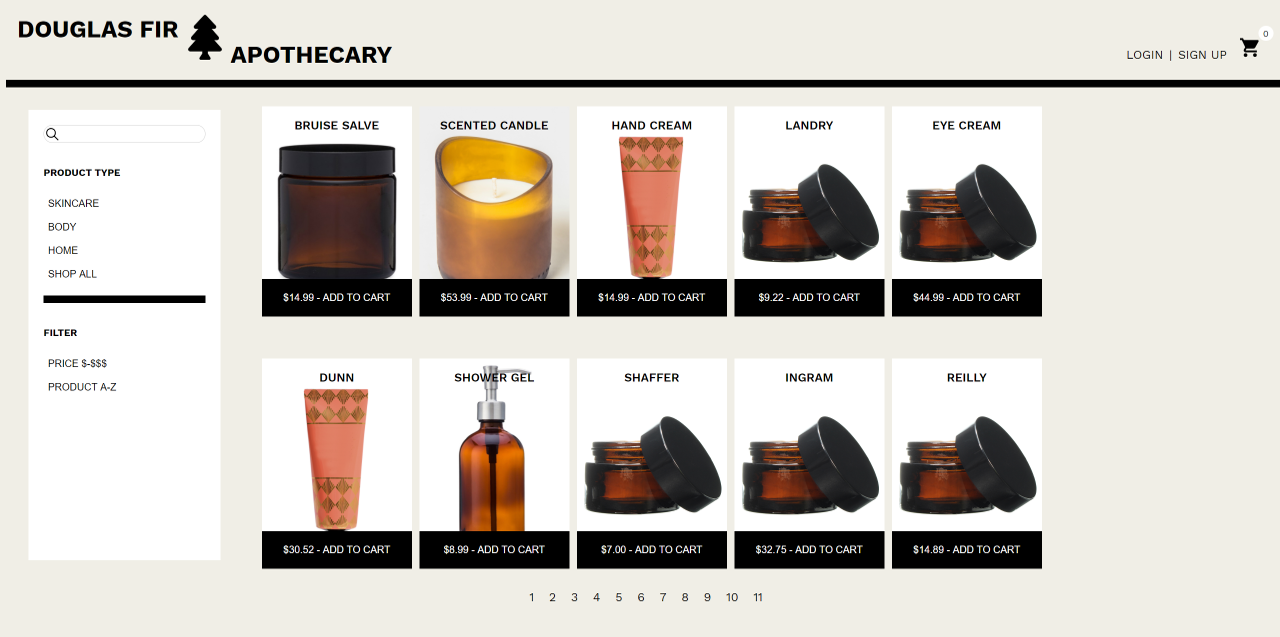 DOUGLAS FIR
APOTHECARY
LOGIN | SIGN UP
0
PRODUCT TYPE
SKINCARE
BODY
HOME
SHOP ALL
FILTER
PRICE $-$$$
PRODUCT A-Z
BRUISE SALVE
$14.99 - ADD TO CART
SCENTED CANDLE
$53.99 - ADD TO CART
HAND CREAM
$14.99 - ADD TO CART
LANDRY
$9.22 - ADD TO CART
EYE CREAM
$44.99 - ADD TO CART
DUNN
$30.52 - ADD TO CART
SHOWER GEL
$8.99 - ADD TO CART
SHAFFER
$7.00 - ADD TO CART
INGRAM
$32.75 - ADD TO CART
REILLY
$14.89 - ADD TO CART
1 2 3 4 5 6 7 8 9 10 11